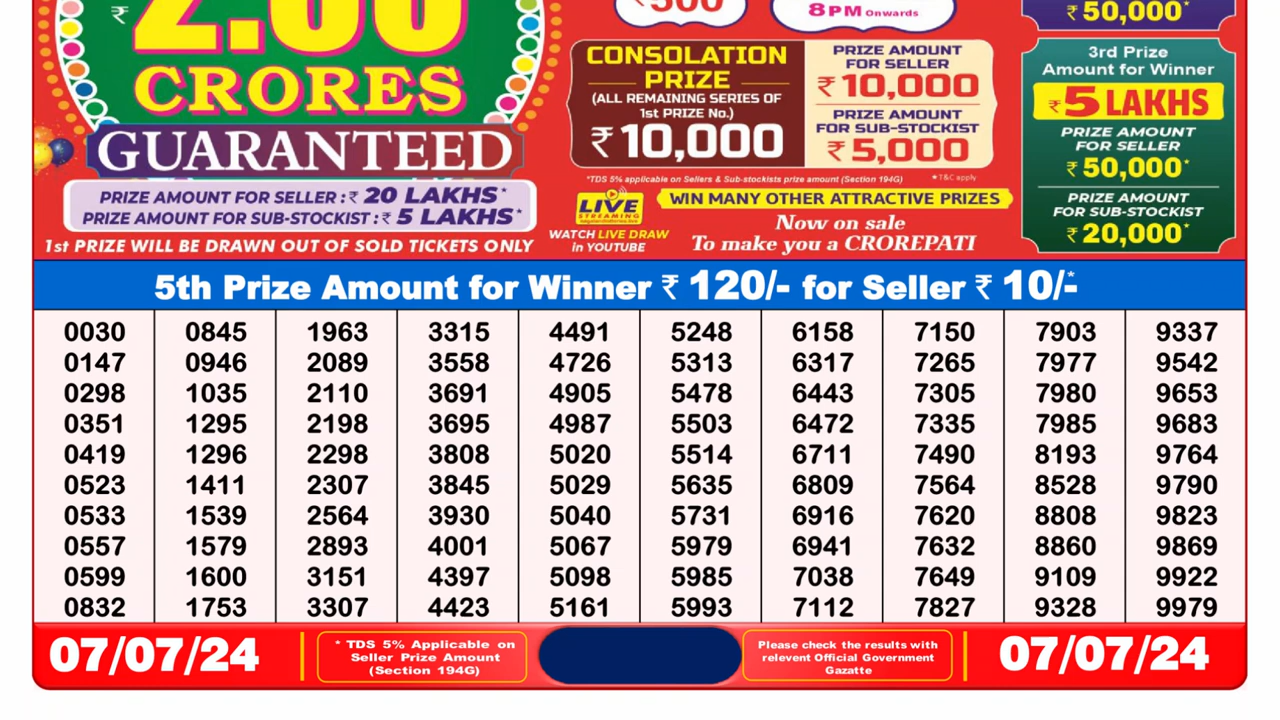 ₹ 2.00
CRORES
GUARANTEED
PRIZE AMOUNT FOR SELLER :₹ 20 LAKHS*
PRIZE AMOUNT FOR SUB-STOCKIST :₹ 5 LAKHS*
1st PRIZE WILL BE DRAWN OUT OF SOLD TICKETS ONLY
₹500
8PM Onwards
CONSOLATION
PRIZE
(ALL REMAINING SERIES OF
1st PRIZE No.)
₹10,000
PRIZE AMOUNT
FOR SELLER
₹10,000
PRIZE AMOUNT
FOR SUB-STOCKIST
₹5,000
*TDS 5% applicable on Sellers & Sub-stockists prize amount (Section 194G)
*T&C apply
LIVE
STREAMING
WATCH LIVE DRAW
in YOUTUBE
WIN MANY OTHER ATTRACTIVE PRIZES
Now on sale
To make you a CROREPATI
₹50,000*
3rd Prize
Amount for Winner
₹5 LAKHS
PRIZE AMOUNT
FOR SELLER
₹50,000*
PRIZE AMOUNT
FOR SUB-STOCKIST
₹20,000*
5th Prize Amount for Winner ₹ 120/- for Seller ₹ 10/-*
0030 0845 1963 3315 4491 5248 6158 7150 7903 9337
0147 0946 2089 3558 4726 5313 6317 7265 7977 9542
0298 1035 2110 3691 4905 5478 6443 7305 7980 9653
0351 1295 2198 3695 4987 5503 6472 7335 7985 9683
0419 1296 2298 3808 5020 5514 6711 7490 8193 9764
0523 1411 2307 3845 5029 5635 6809 7564 8528 9790
0533 1539 2564 3930 5040 5731 6916 7620 8808 9823
0557 1579 2893 4001 5067 5979 6941 7632 8860 9869
0599 1600 3151 4397 5098 5985 7038 7649 9109 9922
0832 1753 3307 4423 5161 5993 7112 7827 9328 9979
07/07/24
* TDS 5% Applicable on
Seller Prize Amount
(Section 194G)
Please check the results with
relevent Official Government
Gazatte
07/07/24